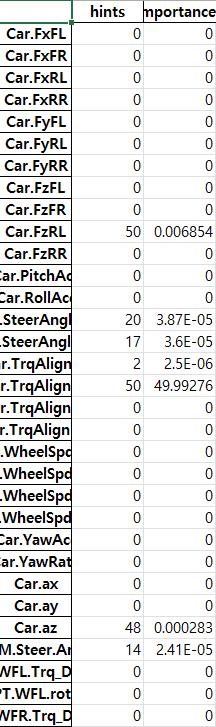 hints mportance
Car.FxFL 0 0
Car.FxFR 0 0
Car.FxRL 0 0
Car.FxRR 0 0
Car.FyFL 0 0
Car.FyRL 0 0
Car.FyRR 0 0
Car.FzFL 0 0
Car.FzFR 0 0
Car.FzRL 50 0.006854
Car.FzRR 0 0
Car.PitchAc 0 0
Car.RollAc 0 0
.SteerAngl 20 3.87E-05
.SteerAngl 17 3.6E-05
r.TrqAlign 2 2.5E-06
r.TrqAlign 50 49.99276
r.TrqAlign 0 0
r.TrqAlign 0 0
.WheelSpd 0 0
.WheelSpd 0 0
.WheelSpd 0 0
.WheelSpd 0 0
Car.YawAc 0 0
Car.YawRat 0 0
Car.ax 0 0
Car.ay 0 0
Car.az 48 0.000283
M.Steer.Ar 14 2.41E-05
WFL.Trq_D 0 0
PT.WFL.rot 0 0
WFR.Trq_D 0 0